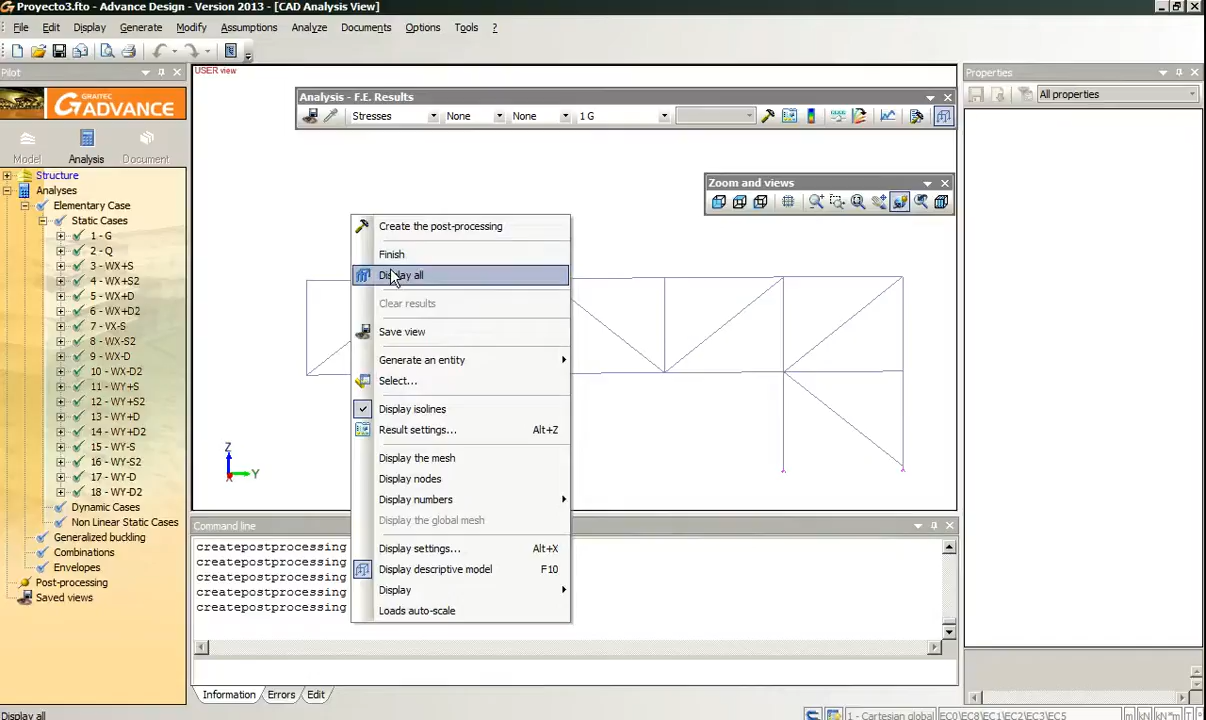 Proyecto3.fto - Advance Design - Version 2013 - [CAD Analysis View]
File Edit Display Generate Modify Assumptions Analyze Documents Options Tools ?
Pilot
USER view
Properties
All properties
GRAITEC
ADVANCE
Model Analysis Document
Analysis - F.E. Results
Stresses None None 1 G
Zoom and views
Structure
Analyses
Elementary Case
Static Cases
1 - G
2 - Q
3 - WX+S
4 - WX+S2
5 - WX+D
6 - WX+D2
7 - VX-S
8 - WX-S2
9 - WX-D
10 - WX-D2
11 - WY+S
12 - WY+S2
13 - WY+D
14 - WY+D2
15 - WY-S
16 - WY-S2
17 - WY-D
18 - WY-D2
Dynamic Cases
Non Linear Static Cases
Generalized buckling
Combinations
Envelopes
Post-processing
Saved views
Create the post-processing
Finish
Display all
Clear results
Save view
Generate an entity
Select...
Display isolines
Result settings... Alt+Z
Display the mesh
Display nodes
Display numbers
Display the global mesh
Display settings... Alt+X
Display descriptive model F10
Display
Loads auto-scale
Z
Y
X
Command line
createpostprocessing
createpostprocessing
createpostprocessing
createpostprocessing
createpostprocessing
Information Errors Edit
Display all
1 - Cartesian global EC0|EC8|EC1|EC2|EC3|EC5 m kN kN*m T